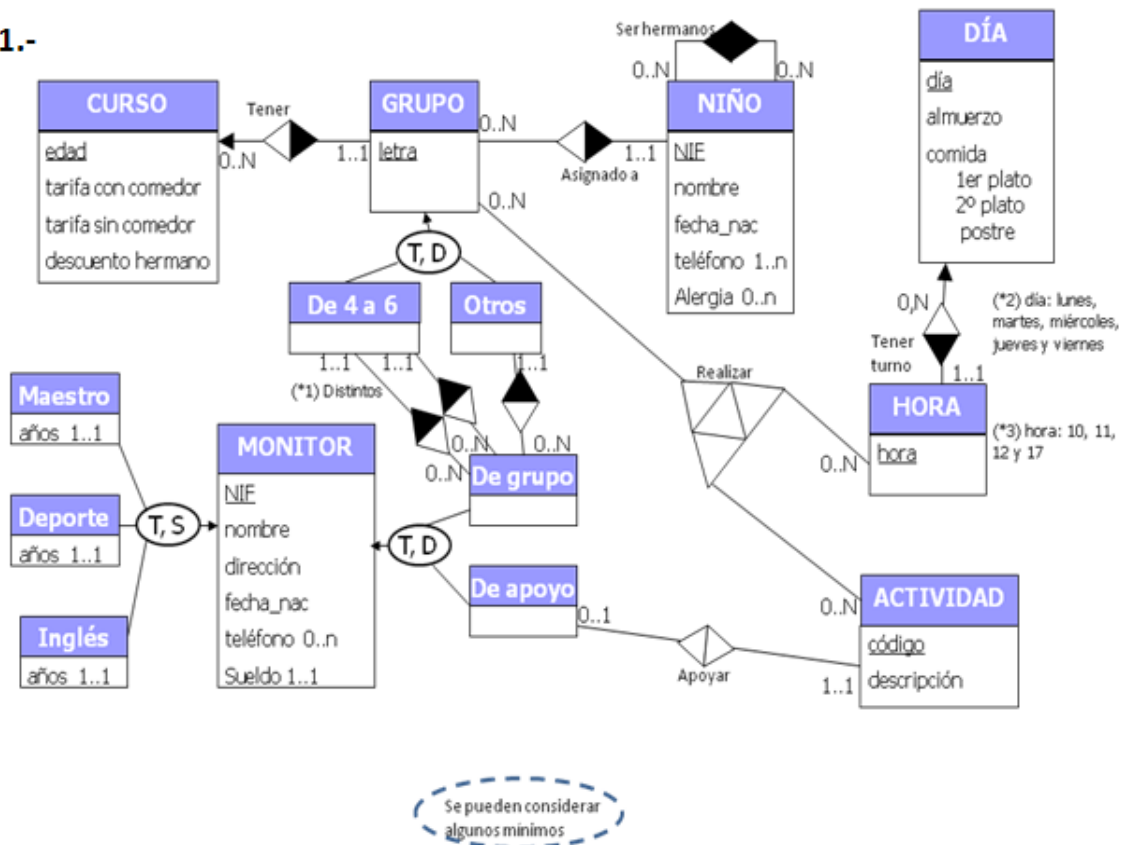 1.-
CURSO
edad
tarifa con comedor
tarifa sin comedor
descuento hermano
Tener
0..N
1..1
GRUPO
letra
0..N
0..N
Asignado a
1..1
Ser hermanos
0..N
0..N
NIÑO
NIF
nombre
fecha_nac
teléfono 1..n
Alergia 0..n
DÍA
día
almuerzo
comida
1er plato
2º plato
postre
0,N
Tener
turno
1..1
(*2) día: lunes,
martes, miércoles,
jueves y viernes
HORA
hora
(*3) hora: 10, 11,
12 y 17
0..N
Realizar
T, D
De 4 a 6
Otros
1..1
1..1
1..1
(*1) Distintos
0..N
0..N
0..N
De grupo
Maestro
años 1..1
Deporte
años 1..1
Inglés
años 1..1
T, S
MONITOR
NIF
nombre
dirección
fecha_nac
teléfono 0..n
Sueldo 1..1
T, D
De apoyo
0..1
Apoyar
1..1
0..N
ACTIVIDAD
código
descripción
Se pueden considerar
algunos mínimos